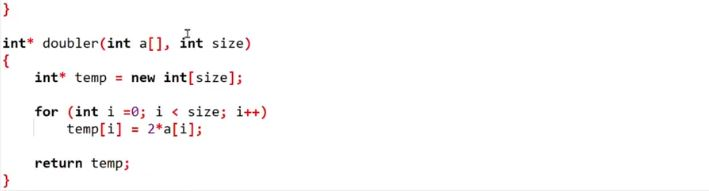 }
int* doubler(int a[], int size)
{
    int* temp = new int[size];
    for (int i =0; i < size; i++)
        temp[i] = 2*a[i];
    return temp;
}